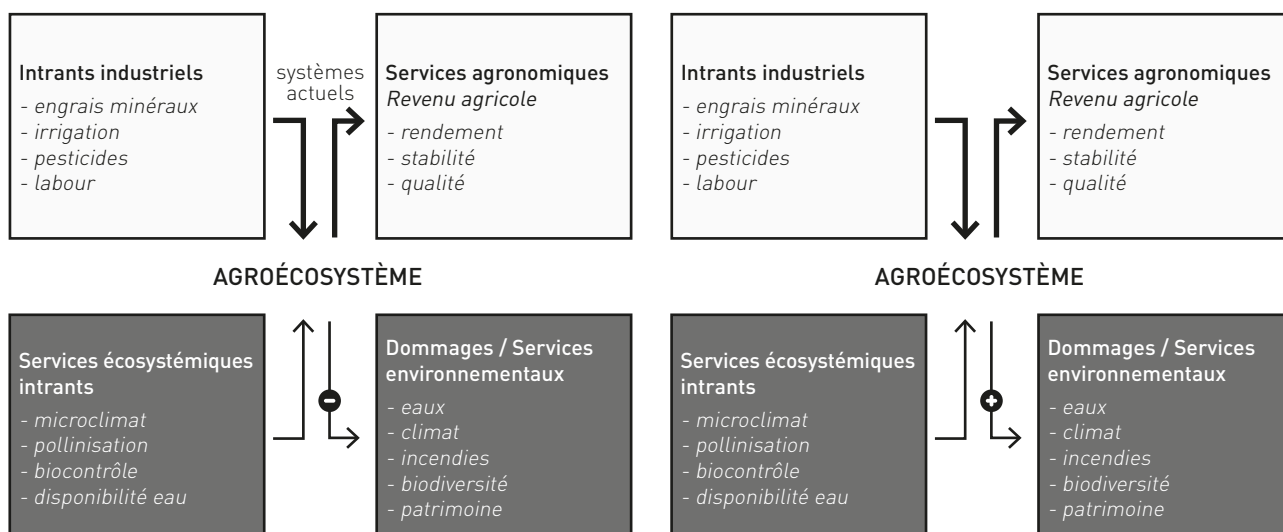 Intrants industriels
- engrais minéraux
- irrigation
- pesticides
- labour
systèmes
actuels
Services agronomiques
Revenu agricole
- rendement
- stabilité
- qualité
AGROÉCOSYSTÈME
Services écosystémiques
intrants
- microclimat
- pollinisation
- biocontrôle
- disponibilité eau
-
Dommages / Services
environnementaux
- eaux
- climat
- incendies
- biodiversité
- patrimoine
Intrants industriels
- engrais minéraux
- irrigation
- pesticides
- labour
Services agronomiques
Revenu agricole
- rendement
- stabilité
- qualité
AGROÉCOSYSTÈME
Services écosystémiques
intrants
- microclimat
- pollinisation
- biocontrôle
- disponibilité eau
+
Dommages / Services
environnementaux
- eaux
- climat
- incendies
- biodiversité
- patrimoine